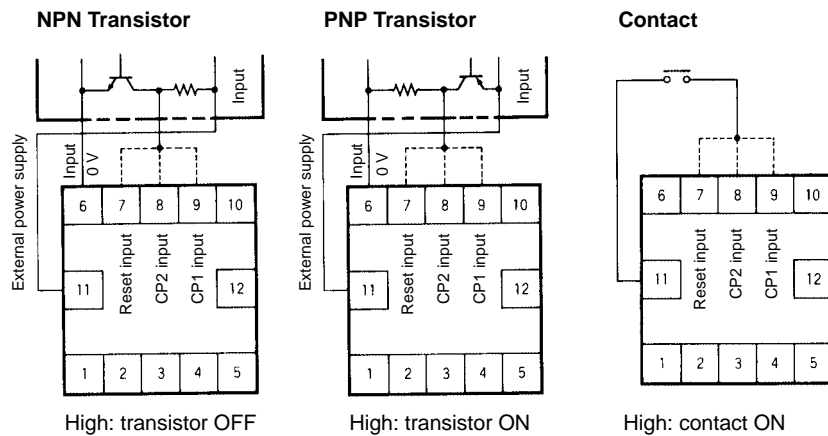 NPN Transistor
Input
External power supply
Input
0 V
6 7 8 9 10
Reset input
CP2 input
CP1 input
11 12
1 2 3 4 5
High: transistor OFF
PNP Transistor
Input
External power supply
Input
0 V
6 7 8 9 10
Reset input
CP2 input
CP1 input
11 12
1 2 3 4 5
High: transistor ON
Contact
6 7 8 9 10
Reset input
CP2 input
CP1 input
11 12
1 2 3 4 5
High: contact ON